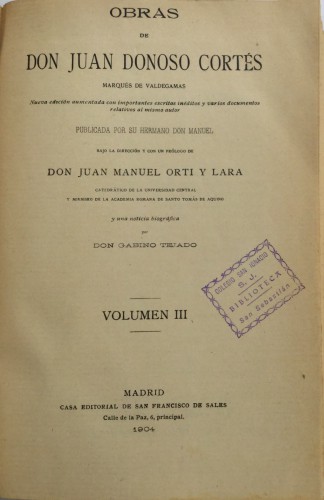 OBRAS
DE
DON JUAN DONOSO CORTÉS
MARQUÉS DE VALDEGAMAS
Nueva edición aumentada con importantes escritos inéditos y varios documentos
relativos al mismo autor
PUBLICADA POR SU HERMANO DON MANUEL
BAJO LA DIRECCIÓN Y CON UN PRÓLOGO DE
DON JUAN MANUEL ORTI Y LARA
CATEDRÁTICO DE LA UNIVERSIDAD CENTRAL
Y MIEMBRO DE LA ACADEMIA ROMANA DE SANTO TOMÁS DE AQUINO
y una noticia biográfica
POR
DON GABINO TEJADO
COLEGIO SAN IGNACIO
S. J.
BIBLIOTECA
San Sebastián
VOLUMEN III
MADRID
CASA EDITORIAL DE SAN FRANCISCO DE SALES
Calle de la Paz, 6, principal.
1904